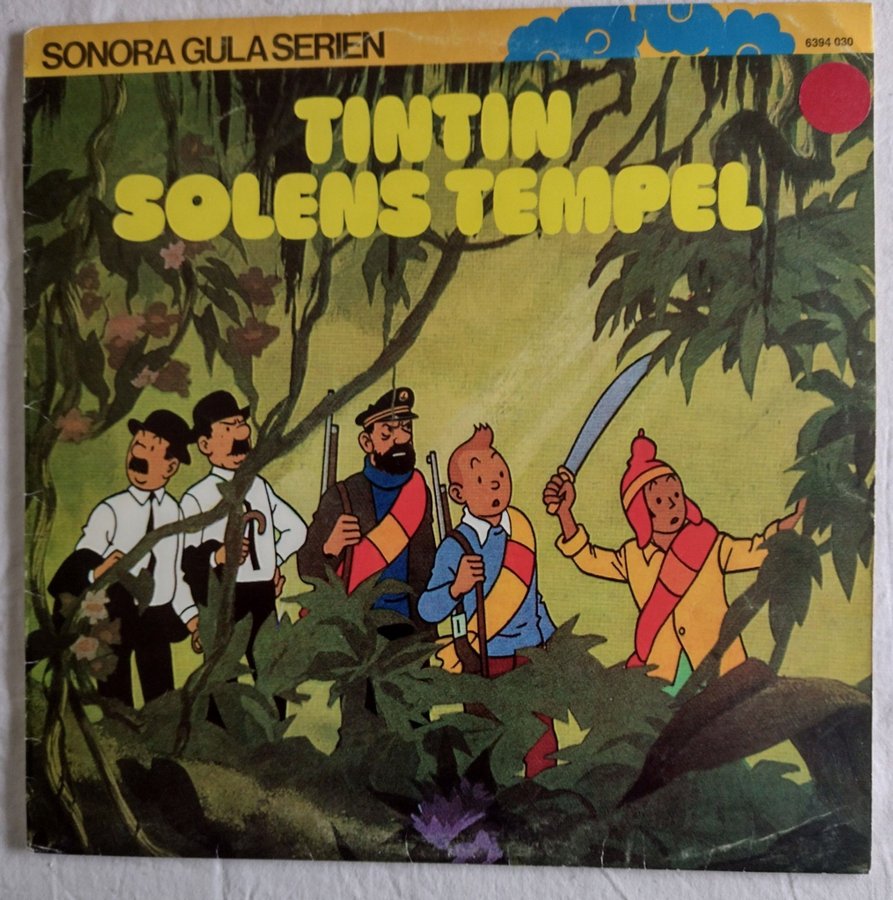 SONORA GULA SERIEN
6394 030
TINTIN
SOLENS TEMPEL